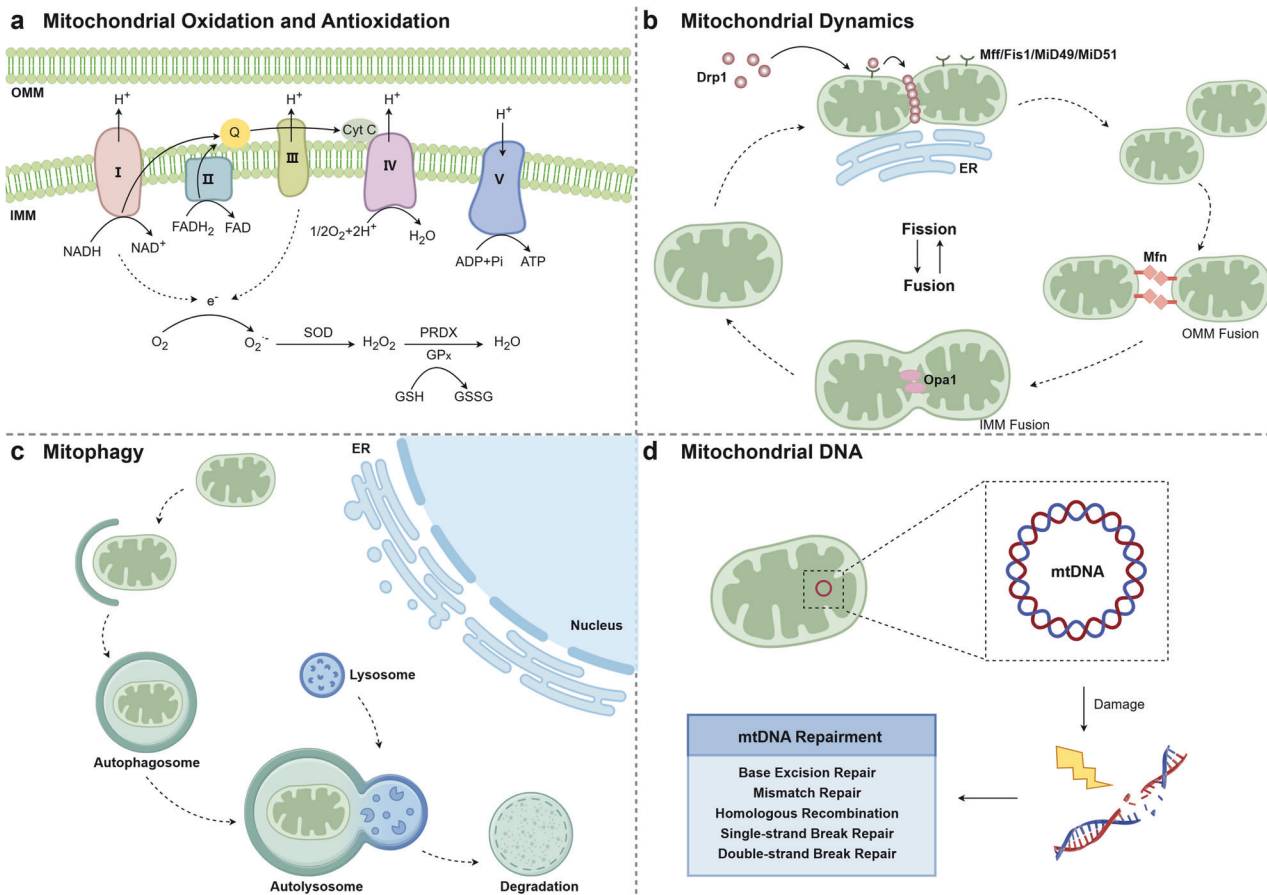 a Mitochondrial Oxidation and Antioxidation
OMM
H⁺
H⁺
H⁺
H⁺
Q
Cyt C
I
II
III
IV
V
IMM
NADH
NAD⁺
FADH₂
FAD
1/2O₂+2H⁺
H₂O
ADP+Pi
ATP
e⁻
O₂
O₂·⁻
SOD
H₂O₂
PRDX
GPx
H₂O
GSH
GSSG
b Mitochondrial Dynamics
Drp1
Mff/Fis1/MiD49/MiD51
ER
Fission
Fusion
Mfn
OMM Fusion
Opa1
IMM Fusion
c Mitophagy
ER
Nucleus
Lysosome
Autophagosome
Autolysosome
Degradation
d Mitochondrial DNA
mtDNA
Damage
mtDNA Repairment
Base Excision Repair
Mismatch Repair
Homologous Recombination
Single-strand Break Repair
Double-strand Break Repair